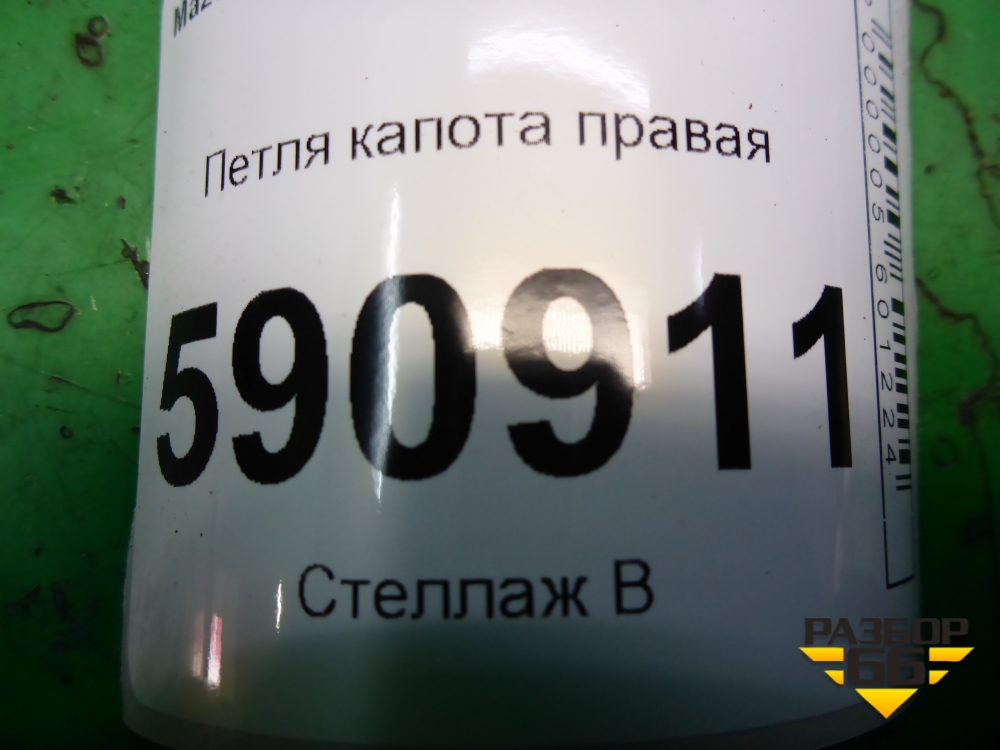 Петля капота правая
590911
Стеллаж В
РАЗБОР
66